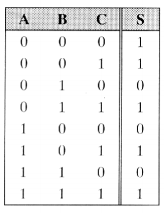 A B C S
0 0 0 1
0 0 1 1
0 1 0 0
0 1 1 1
1 0 0 0
1 0 1 1
1 1 0 0
1 1 1 1